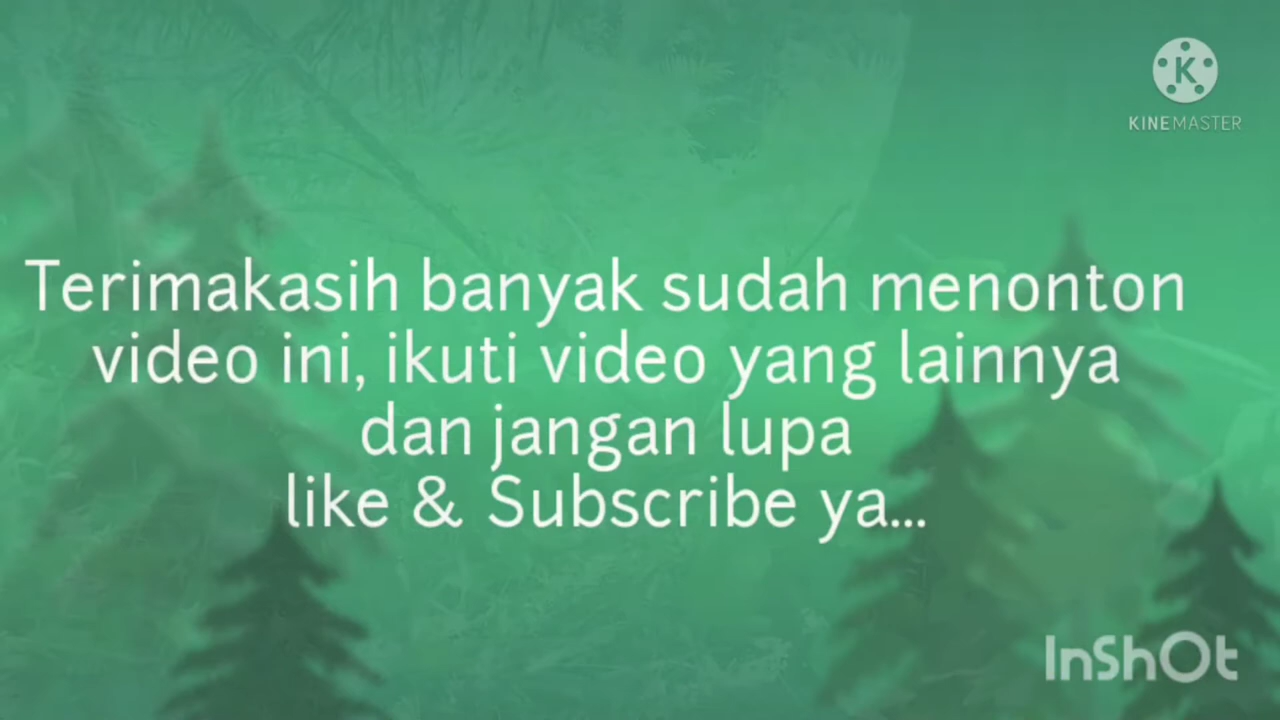 KINEMASTER
Terimakasih banyak sudah menonton
video ini, ikuti video yang lainnya
dan jangan lupa
like & Subscribe ya...
InShOt